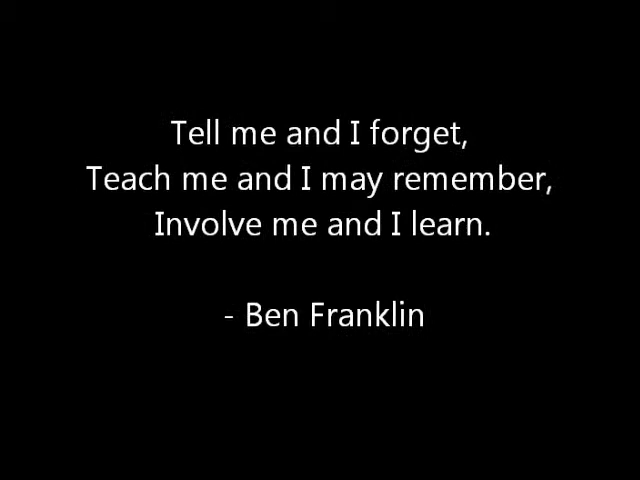 Tell me and I forget,
Teach me and I may remember,
Involve me and I learn.
- Ben Franklin